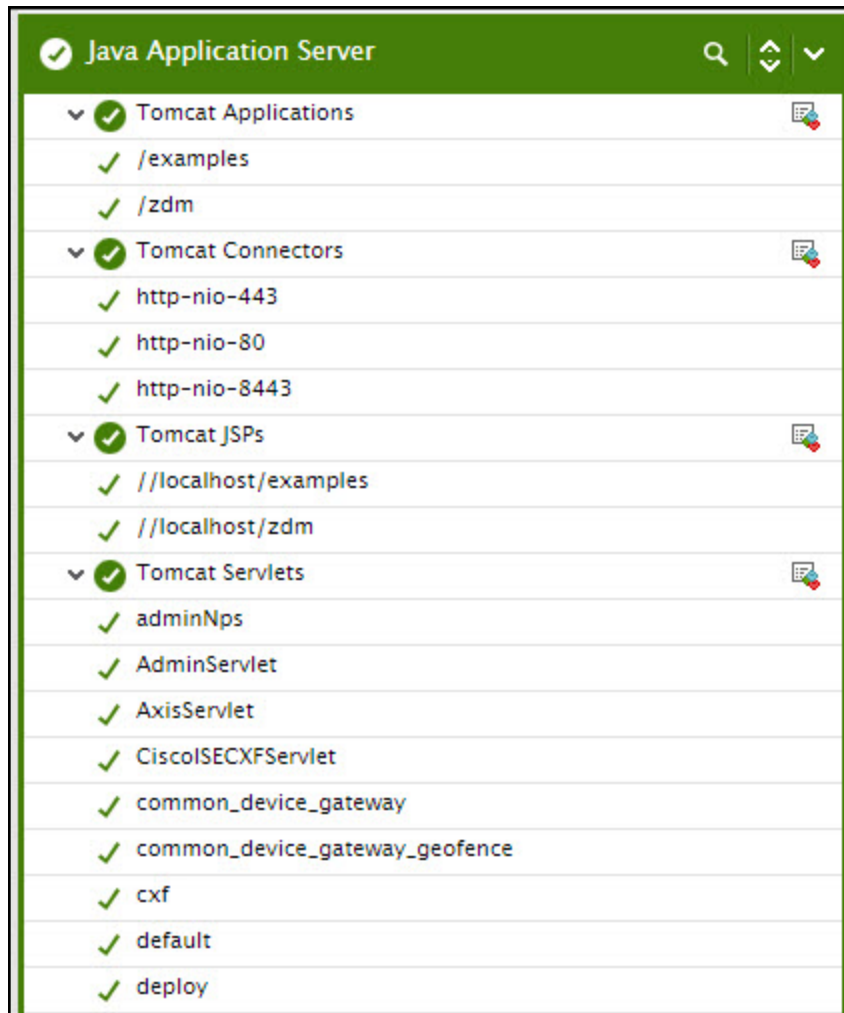 Java Application Server
Tomcat Applications
/examples
/zdm
Tomcat Connectors
http-nio-443
http-nio-80
http-nio-8443
Tomcat JSPs
//localhost/examples
//localhost/zdm
Tomcat Servlets
adminNps
AdminServlet
AxisServlet
CiscoISECXFServlet
common_device_gateway
common_device_gateway_geofence
cxf
default
deploy